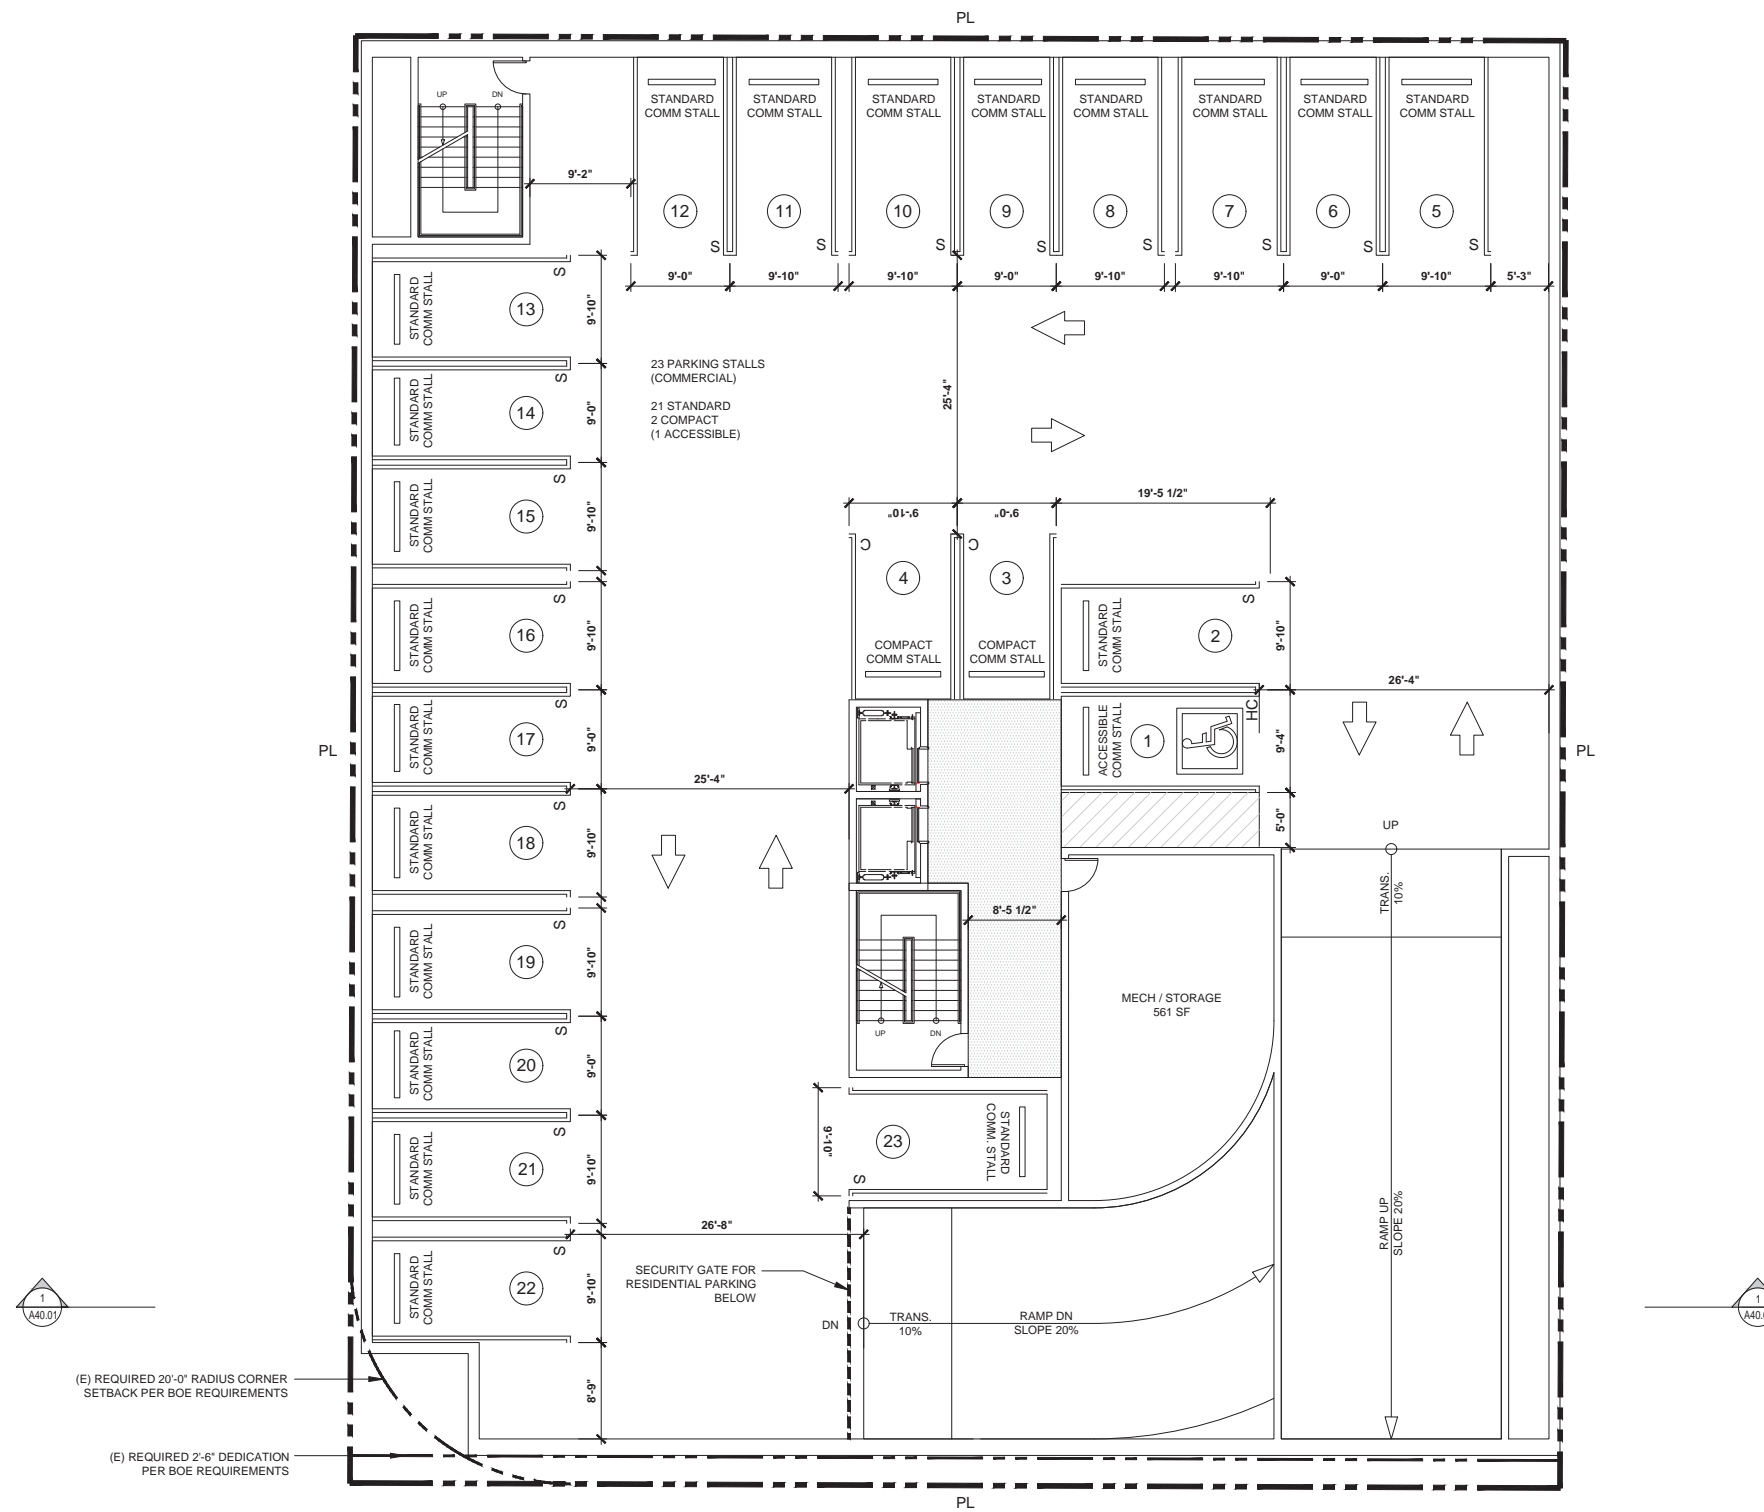 PL
UP
DN
STANDARD
COMM STALL
STANDARD
COMM STALL
STANDARD
COMM STALL
STANDARD
COMM STALL
STANDARD
COMM STALL
STANDARD
COMM STALL
STANDARD
COMM STALL
STANDARD
COMM STALL
9'-2"
12
11
10
9
8
7
6
5
S
S
S
S
S
S
S
S
9'-0"
9'-10"
9'-10"
9'-0"
9'-10"
9'-10"
9'-0"
9'-10"
5'-3"
STANDARD
COMM STALL
13
S
9'-10"
23 PARKING STALLS
(COMMERCIAL)
21 STANDARD
2 COMPACT
(1 ACCESSIBLE)
25'-4"
STANDARD
COMM STALL
14
S
9'-0"
STANDARD
COMM STALL
15
S
9'-10"
9'-10"
9'-0"
19'-5 1/2"
C
C
4
3
COMPACT
COMM STALL
COMPACT
COMM STALL
STANDARD
COMM STALL
16
S
9'-10"
STANDARD
COMM STALL
2
S
9'-10"
26'-4"
STANDARD
COMM STALL
17
S
9'-0"
ACCESSIBLE
COMM STALL
1
HC
9'-4"
PL
PL
25'-4"
STANDARD
COMM STALL
18
S
9'-10"
5'-0"
UP
TRANS.
10%
STANDARD
COMM STALL
19
S
9'-10"
8'-5 1/2"
MECH / STORAGE
561 SF
UP
DN
STANDARD
COMM STALL
20
S
9'-0"
STANDARD
COMM STALL
21
S
9'-10"
9'-10"
23
S
STANDARD
COMM. STALL
RAMP UP
SLOPE 20%
26'-8"
STANDARD
COMM STALL
22
S
9'-10"
SECURITY GATE FOR
RESIDENTIAL PARKING
BELOW
DN
TRANS.
10%
RAMP DN
SLOPE 20%
1
A40.01
1
A40.0
8'-9"
(E) REQUIRED 20'-0" RADIUS CORNER
SETBACK PER BOE REQUIREMENTS
(E) REQUIRED 2'-6" DEDICATION
PER BOE REQUIREMENTS
PL